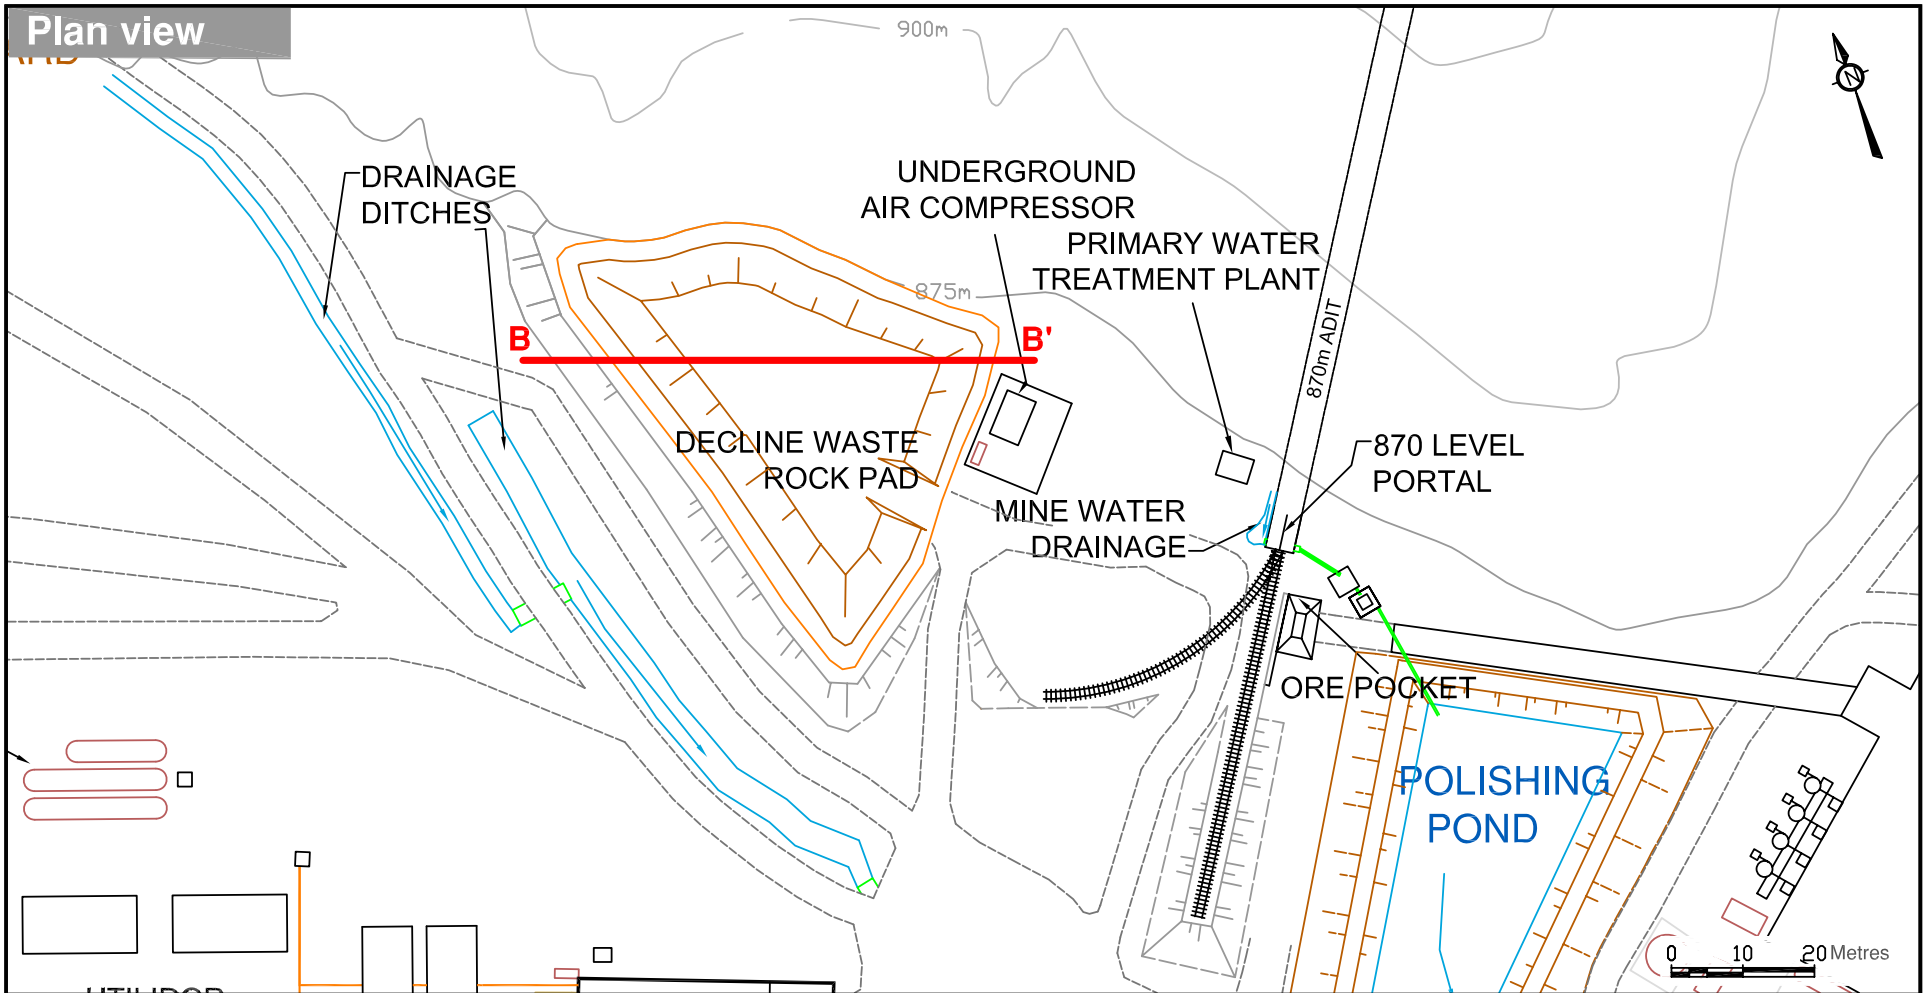 Plan view
900m
N
DRAINAGE
DITCHES
UNDERGROUND
AIR COMPRESSOR
PRIMARY WATER
TREATMENT PLANT
875m
870m ADIT
B
B'
DECLINE WASTE
ROCK PAD
870 LEVEL
PORTAL
MINE WATER
DRAINAGE
ORE POCKET
POLISHING
POND
0 10 20 Metres